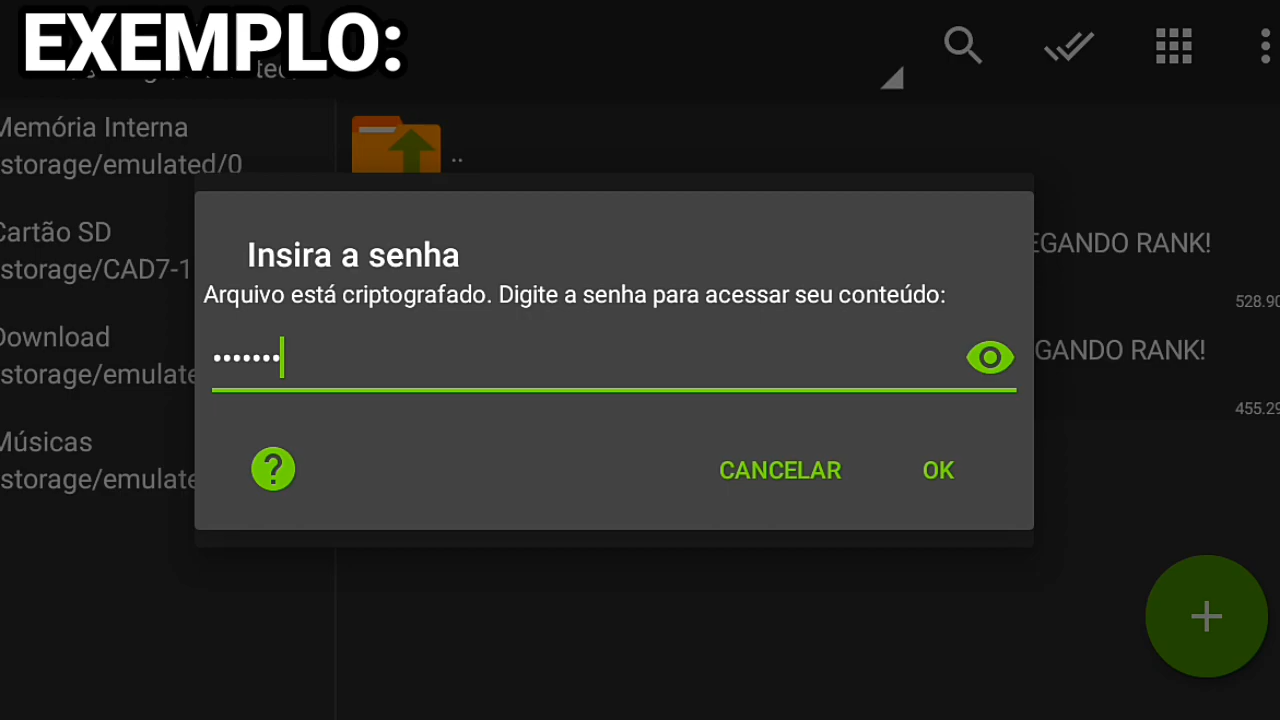 EXEMPLO:
Memória Interna
storage/emulated/0
Cartão SD
storage/CAD7-1
Download
storage/emulate
Músicas
storage/emulate
..
EGANDO RANK!
528.90
GANDO RANK!
455.29
Insira a senha
Arquivo está criptografado. Digite a senha para acessar seu conteúdo:
•••••••
?
CANCELAR
OK
+